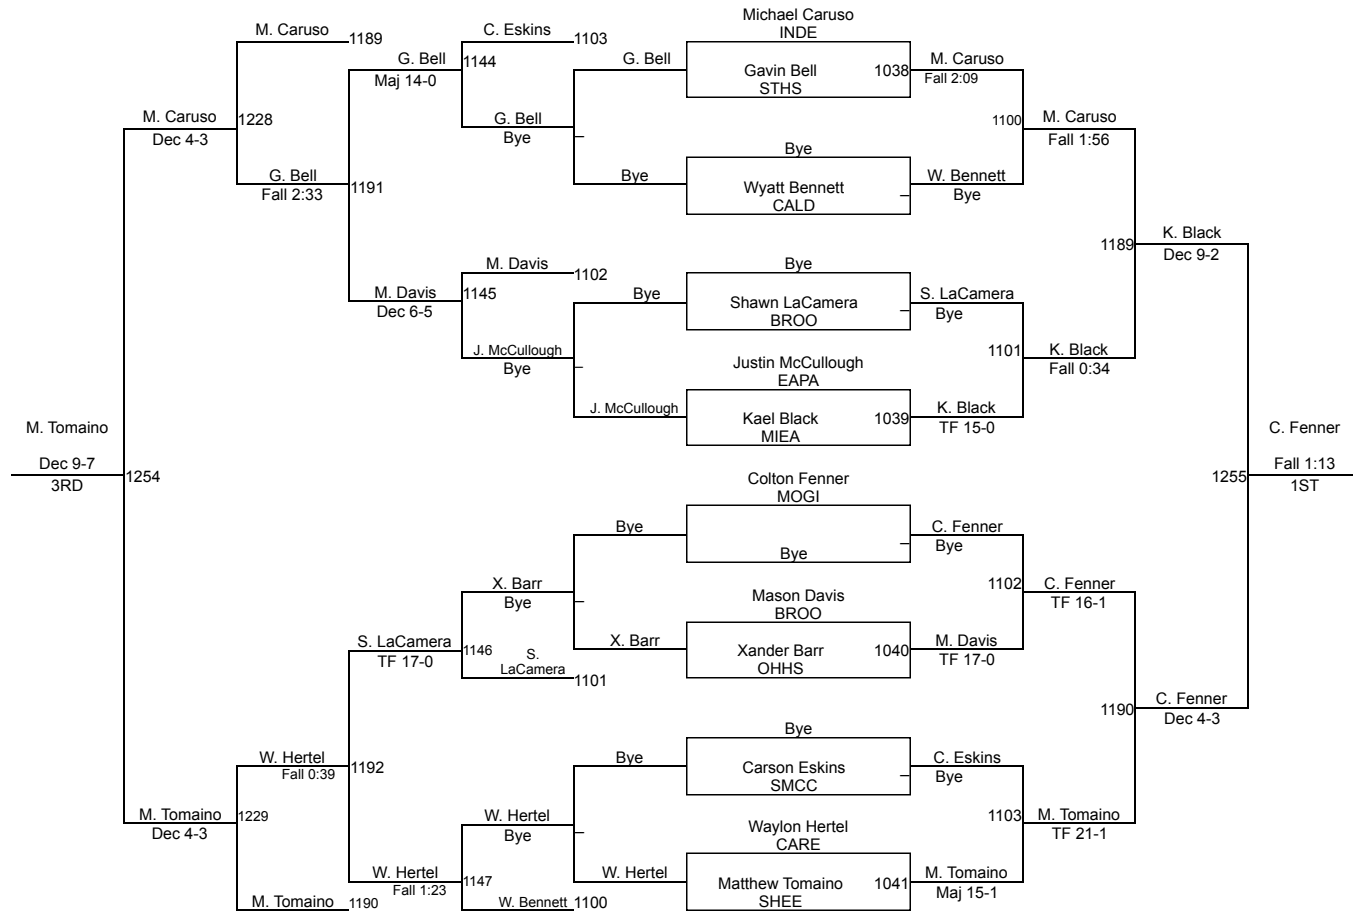 Michael Caruso
INDE
M. Caruso
1189
C. Eskins
1103
G. Bell
Maj 14-0
1144
G. Bell
Gavin Bell
STHS
1038
M. Caruso
Fall 2:09
M. Caruso
Dec 4-3
1228
G. Bell
Bye
–
1100
M. Caruso
Fall 1:56
Bye
G. Bell
Fall 2:33
1191
Bye
Wyatt Bennett
CALD
–
W. Bennett
Bye
1189
K. Black
Dec 9-2
M. Davis
1102
Bye
M. Davis
Dec 6-5
1145
Bye
Shawn LaCamera
BROO
–
S. LaCamera
Bye
J. McCullough
Bye
–
1101
K. Black
Fall 0:34
Justin McCullough
EAPA
J. McCullough
Kael Black
MIEA
1039
K. Black
TF 15-0
M. Tomaino
Dec 9-7
3RD
1254
C. Fenner
1255
Fall 1:13
1ST
Colton Fenner
MOGI
Bye
Bye
–
C. Fenner
Bye
X. Barr
Bye
–
1102
C. Fenner
TF 16-1
Mason Davis
BROO
S. LaCamera
TF 17-0
1146
S.
LaCamera
1101
X. Barr
Xander Barr
OHHS
1040
M. Davis
TF 17-0
1190
C. Fenner
Dec 4-3
Bye
W. Hertel
Fall 0:39
1192
Bye
Carson Eskins
SMCC
–
C. Eskins
Bye
M. Tomaino
Dec 4-3
1229
W. Hertel
Bye
–
1103
M. Tomaino
TF 21-1
Waylon Hertel
CARE
W. Hertel
Fall 1:23
1147
W. Hertel
Matthew Tomaino
SHEE
1041
M. Tomaino
Maj 15-1
M. Tomaino
1190
W. Bennett
1100